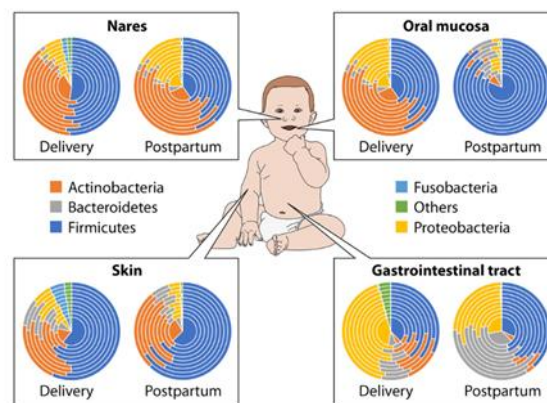 Nares
Delivery Postpartum
Oral mucosa
Delivery Postpartum
Actinobacteria
Bacteroidetes
Firmicutes
Fusobacteria
Others
Proteobacteria
Skin
Delivery Postpartum
Gastrointestinal tract
Delivery Postpartum